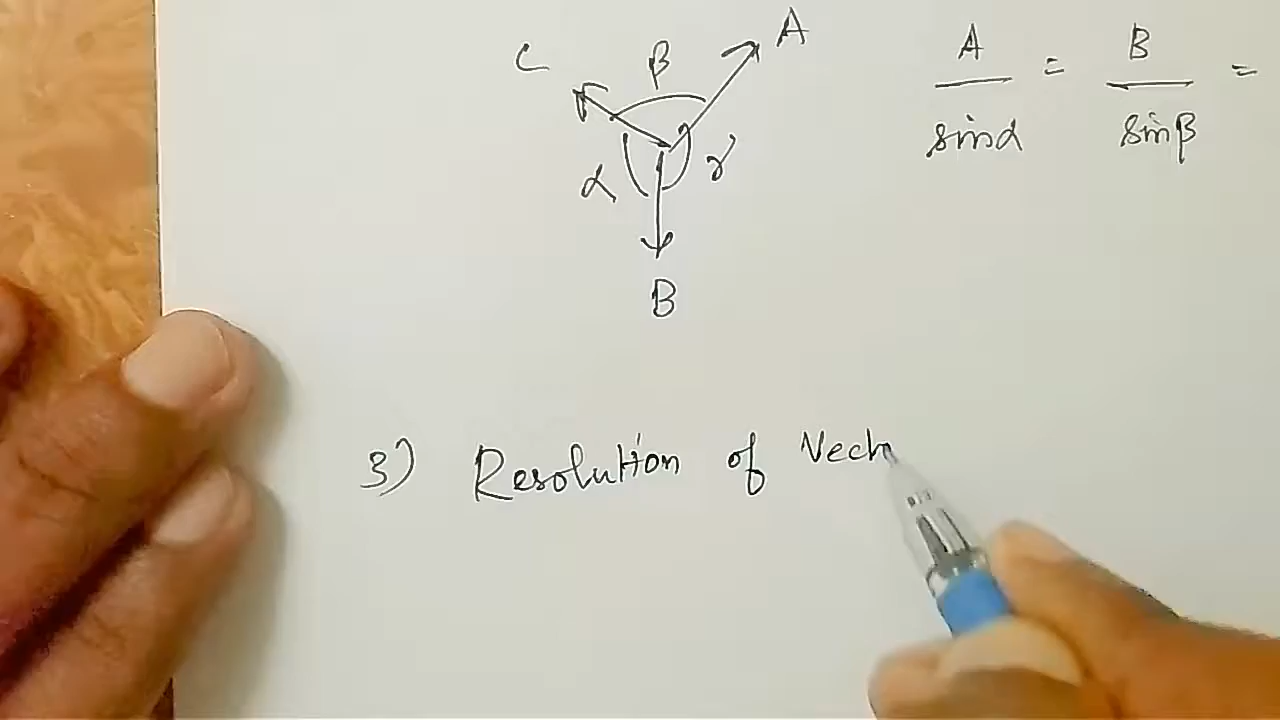 C β A
α γ
B
A/sinα = B/sinβ =
3) Resolution of Vecto